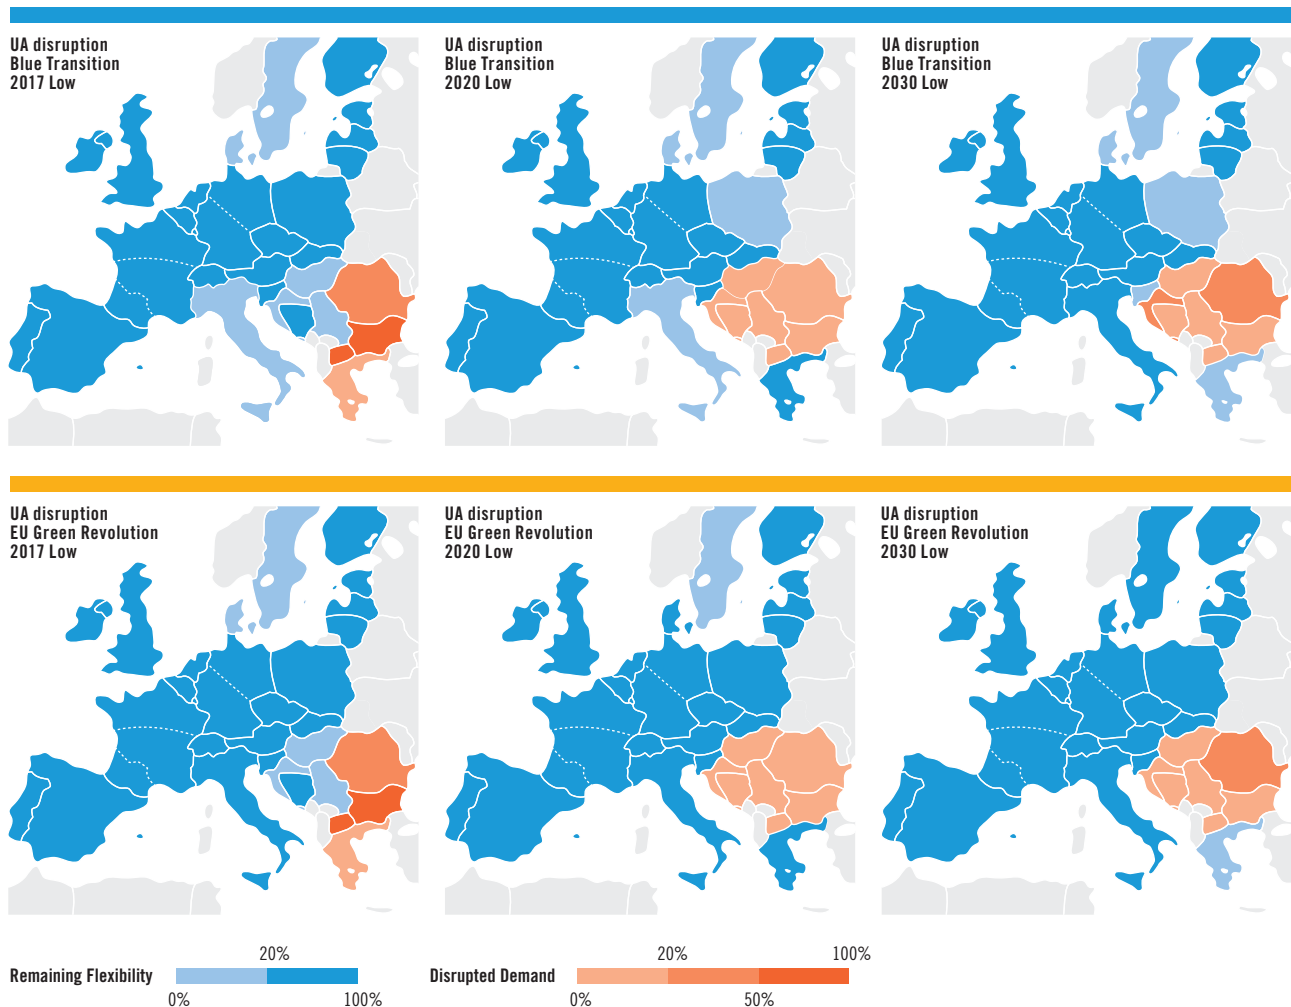 UA disruption
Blue Transition
2017 Low
UA disruption
Blue Transition
2020 Low
UA disruption
Blue Transition
2030 Low
UA disruption
EU Green Revolution
2017 Low
UA disruption
EU Green Revolution
2020 Low
UA disruption
EU Green Revolution
2030 Low
20%
Remaining Flexibility
0%
100%
20%
100%
Disrupted Demand
0%
50%